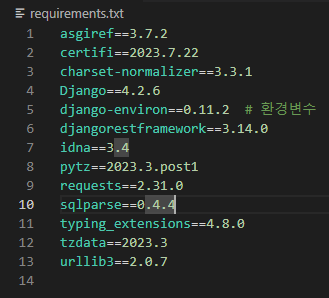 requirements.txt
1 asgiref==3.7.2
2 certifi==2023.7.22
3 charset-normalizer==3.3.1
4 Django==4.2.6
5 django-environ==0.11.2  # 환경변수
6 djangorestframework==3.14.0
7 idna==3.4
8 pytz==2023.3.post1
9 requests==2.31.0
10 sqlparse==0.4.4
11 typing_extensions==4.8.0
12 tzdata==2023.3
13 urllib3==2.0.7
14